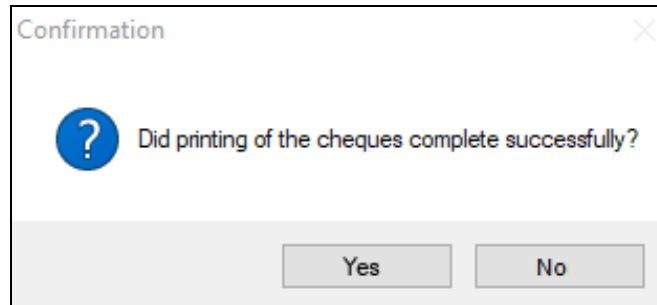 Confirmation
Did printing of the cheques complete successfully?
Yes No